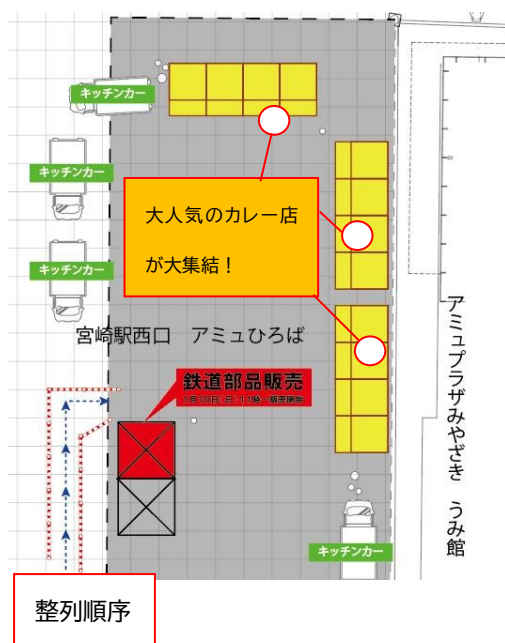 キッチンカー
キッチンカー
大人気のカレー店
が大集結！
キッチンカー
宮崎駅西口 アミュひろば
アミュプラザみやざき うみ館
鉄道部品販売
キッチンカー
整列順序